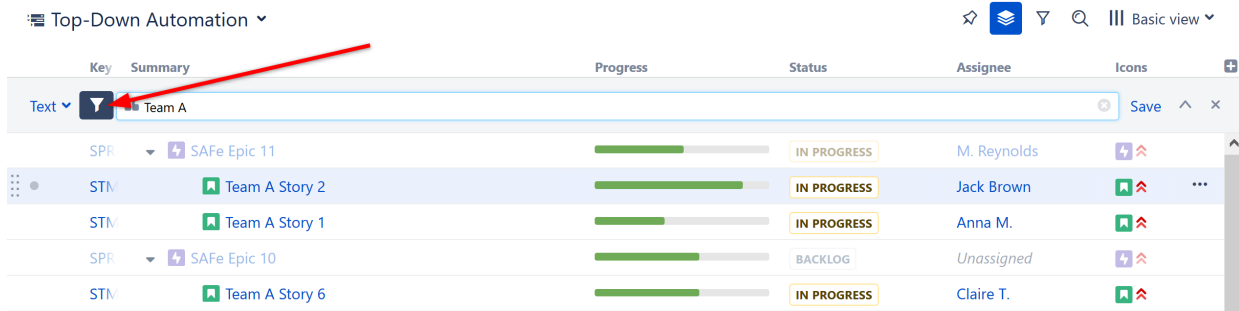 Top-Down Automation Basic view
Key Summary Progress Status Assignee Icons
Text Team A Save
SPR SAFe Epic 11 IN PROGRESS M. Reynolds
STM Team A Story 2 IN PROGRESS Jack Brown
STM Team A Story 1 IN PROGRESS Anna M.
SPR SAFe Epic 10 BACKLOG Unassigned
STM Team A Story 6 IN PROGRESS Claire T.